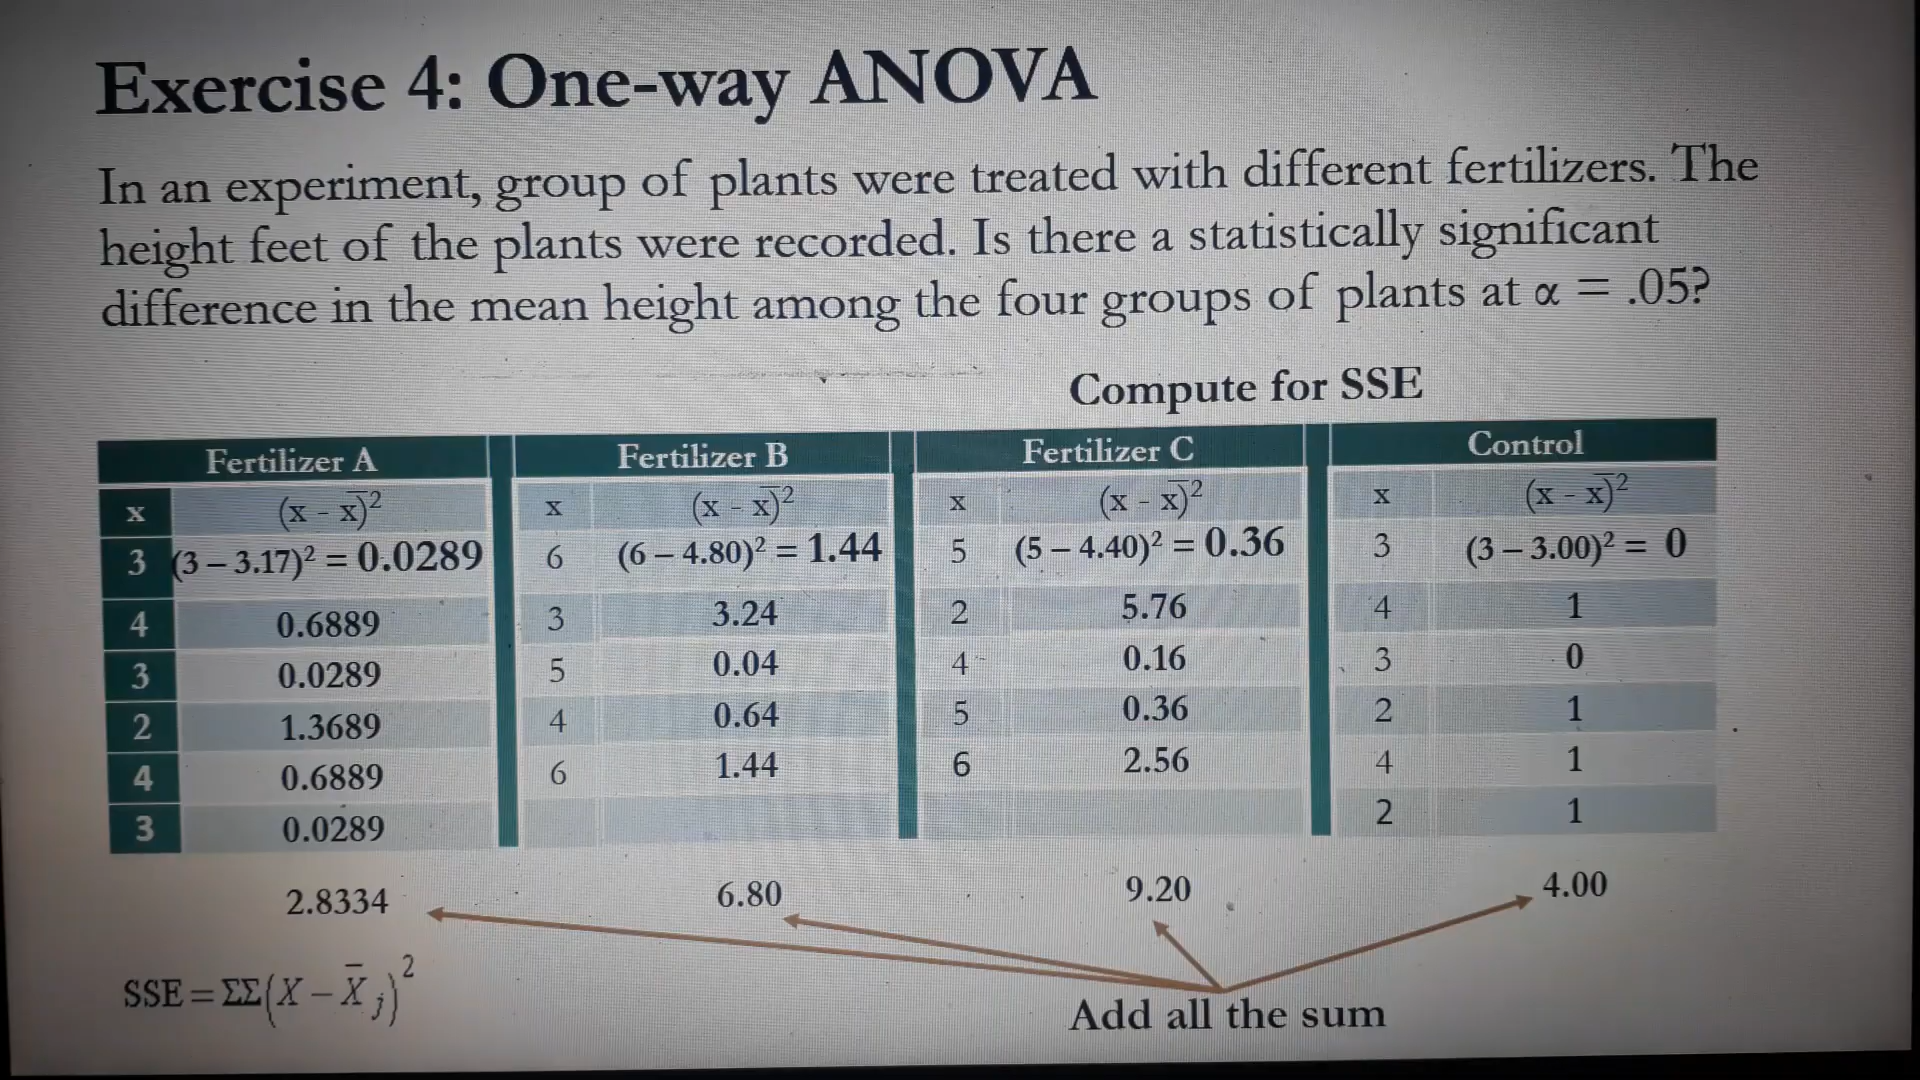 Exercise 4: One-way ANOVA
In an experiment, group of plants were treated with different fertilizers. The
height feet of the plants were recorded. Is there a statistically significant
difference in the mean height among the four groups of plants at α = .05?
Compute for SSE
Fertilizer A Fertilizer B Fertilizer C Control
x (x - x̄)² x (x - x̄)² x (x - x̄)² x (x - x̄)²
3 (3 – 3.17)² = 0.0289 6 (6 – 4.80)² = 1.44 5 (5 – 4.40)² = 0.36 3 (3 – 3.00)² = 0
4 0.6889 3 3.24 2 5.76 4 1
3 0.0289 5 0.04 4 0.16 3 0
2 1.3689 4 0.64 5 0.36 2 1
4 0.6889 6 1.44 6 2.56 4 1
3 0.0289 2 1
2.8334 6.80 9.20 4.00
SSE = ΣΣ(X – X̄j)²
Add all the sum